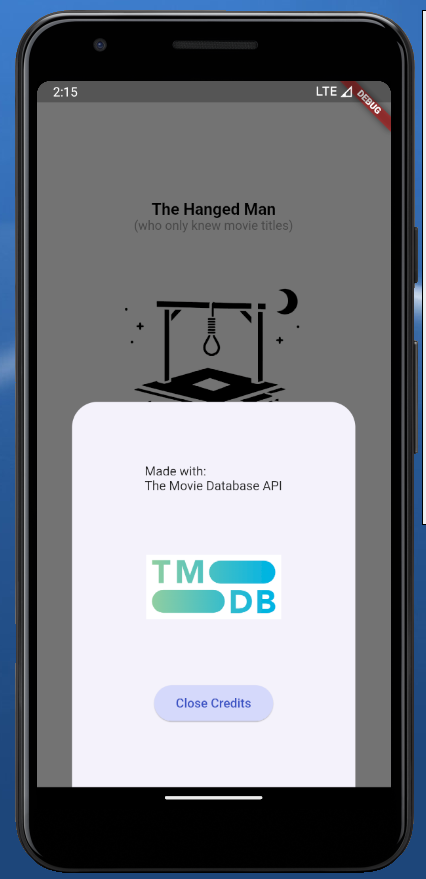 2:15
LTE
DEBUG
The Hanged Man
(who only knew movie titles)
Made with:
The Movie Database API
TM
DB
Close Credits